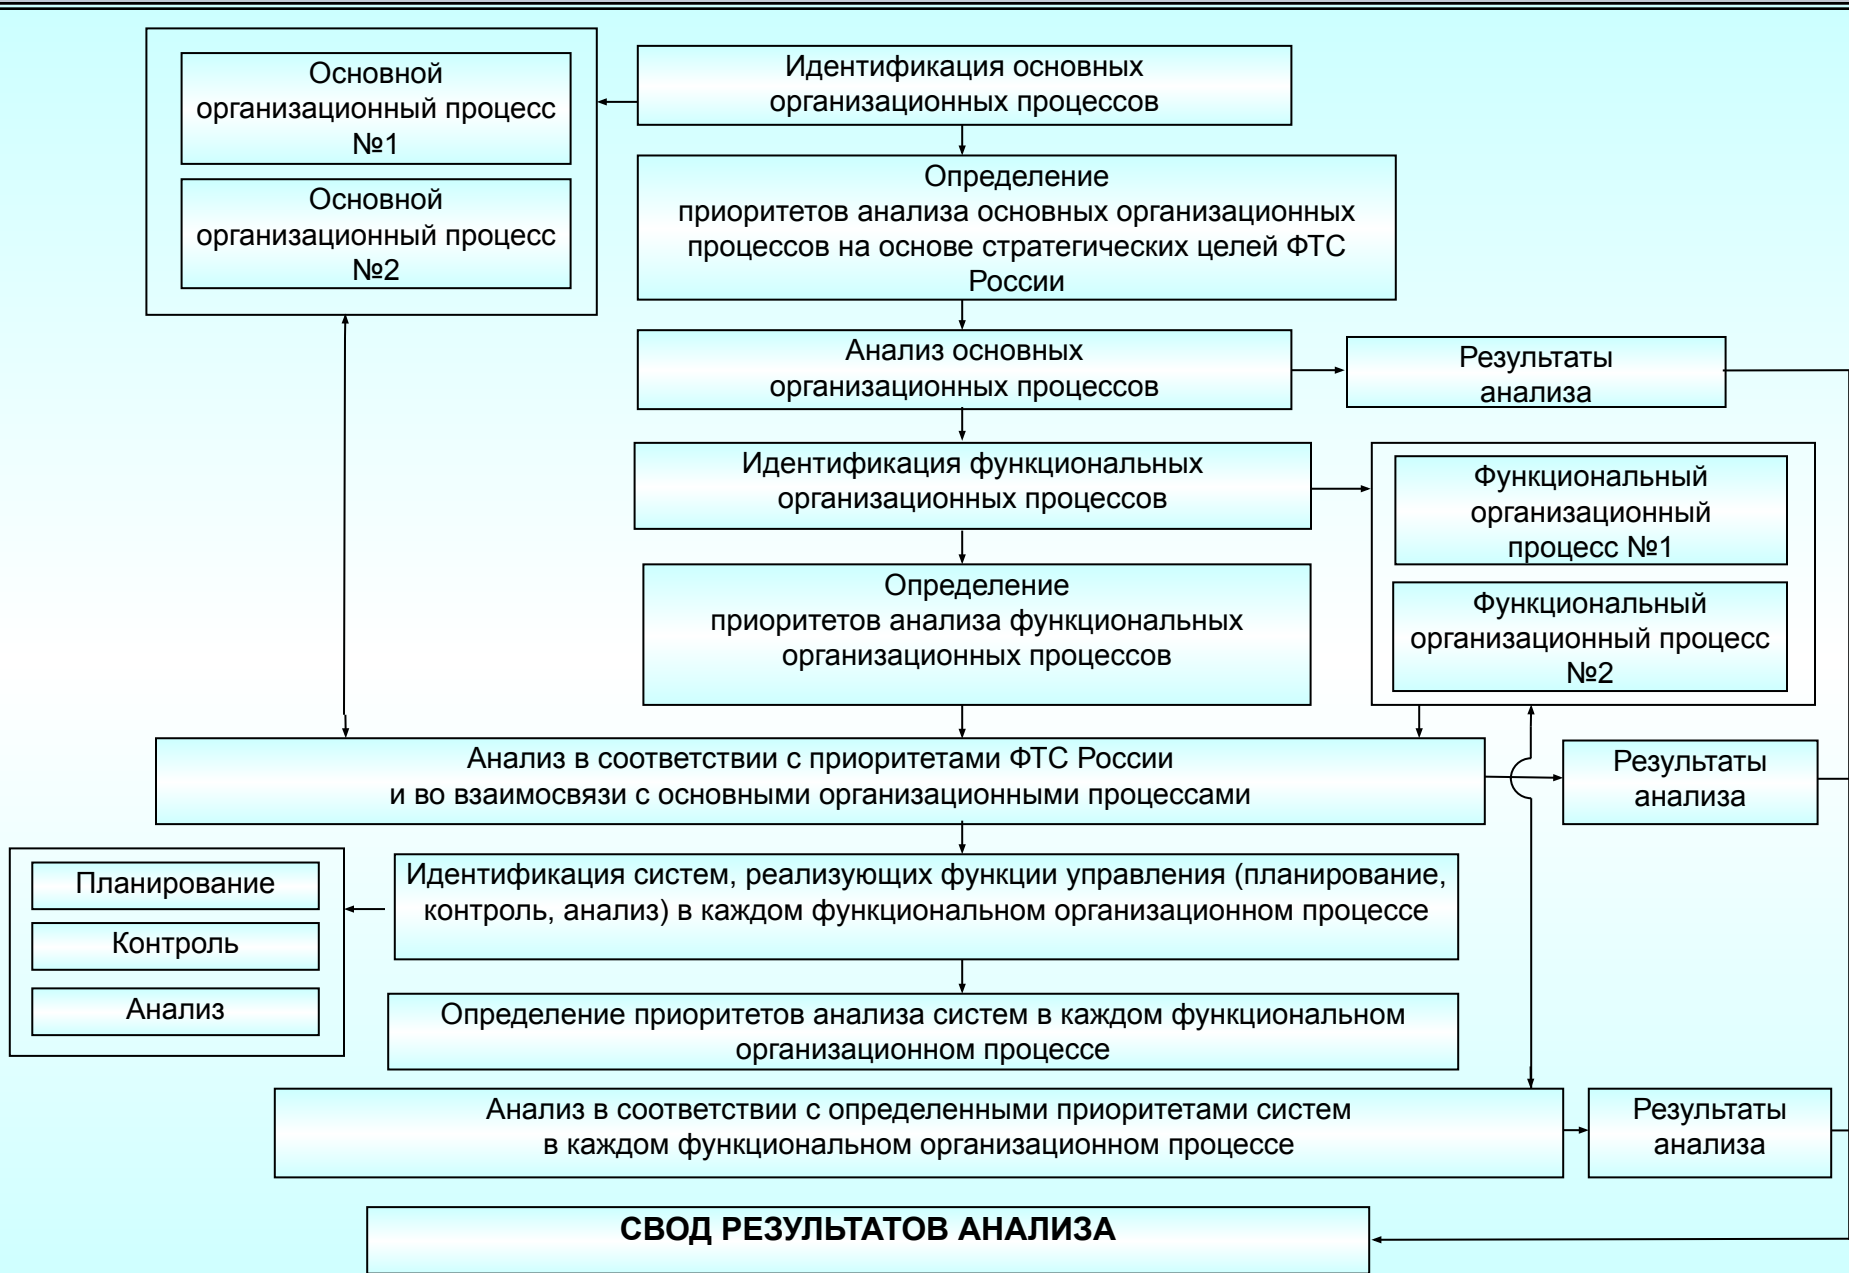 Основной
организационный процесс
№1
Основной
организационный процесс
№2
Идентификация основных
организационных процессов
Определение
приоритетов анализа основных организационных
процессов на основе стратегических целей ФТС
России
Анализ основных
организационных процессов
Результаты
анализа
Идентификация функциональных
организационных процессов
Функциональный
организационный
процесс №1
Функциональный
организационный процесс
№2
Определение
приоритетов анализа функциональных
организационных процессов
Анализ в соответствии с приоритетами ФТС России
и во взаимосвязи с основными организационными процессами
Результаты
анализа
Планирование
Контроль
Анализ
Идентификация систем, реализующих функции управления (планирование,
контроль, анализ) в каждом функциональном организационном процессе
Определение приоритетов анализа систем в каждом функциональном
организационном процессе
Анализ в соответствии с определенными приоритетами систем
в каждом функциональном организационном процессе
Результаты
анализа
СВОД РЕЗУЛЬТАТОВ АНАЛИЗА